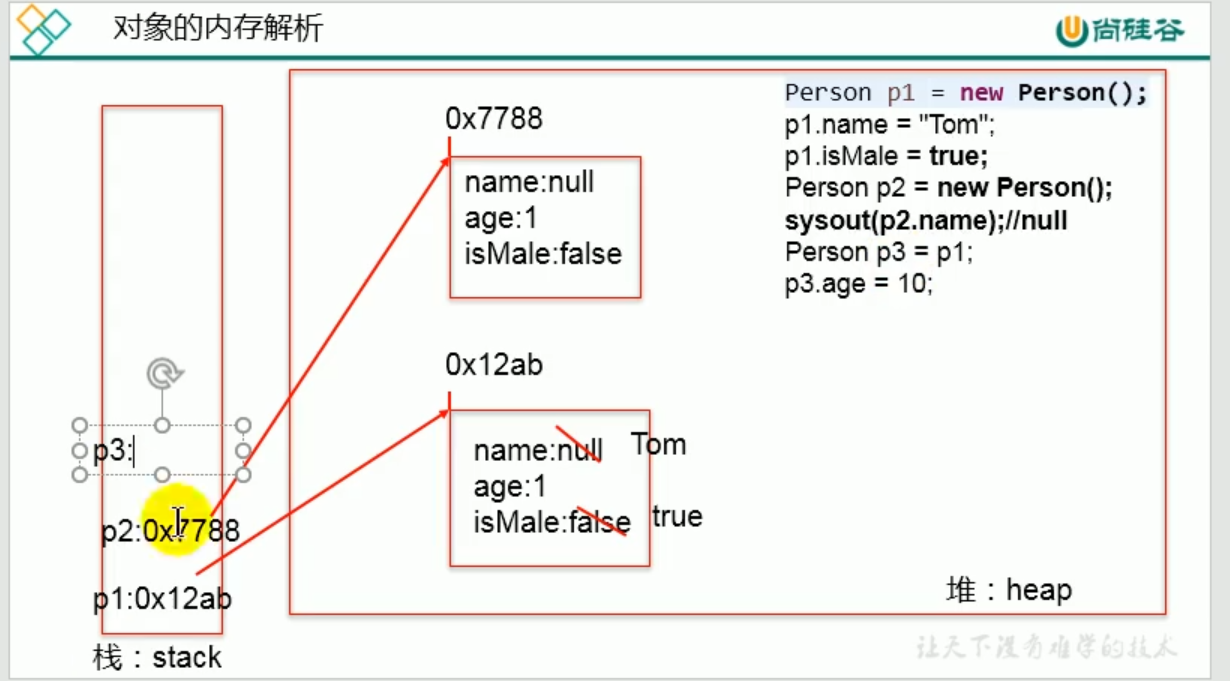 对象的内存解析
尚硅谷
Person p1 = new Person();
p1.name = "Tom";
p1.isMale = true;
Person p2 = new Person();
sysout(p2.name);//null
Person p3 = p1;
p3.age = 10;
0x7788
name:null
age:1
isMale:false
0x12ab
name:null Tom
age:1
isMale:false true
p3:
p2:0x7788
p1:0x12ab
栈：stack
堆：heap
让天下没有难学的技术